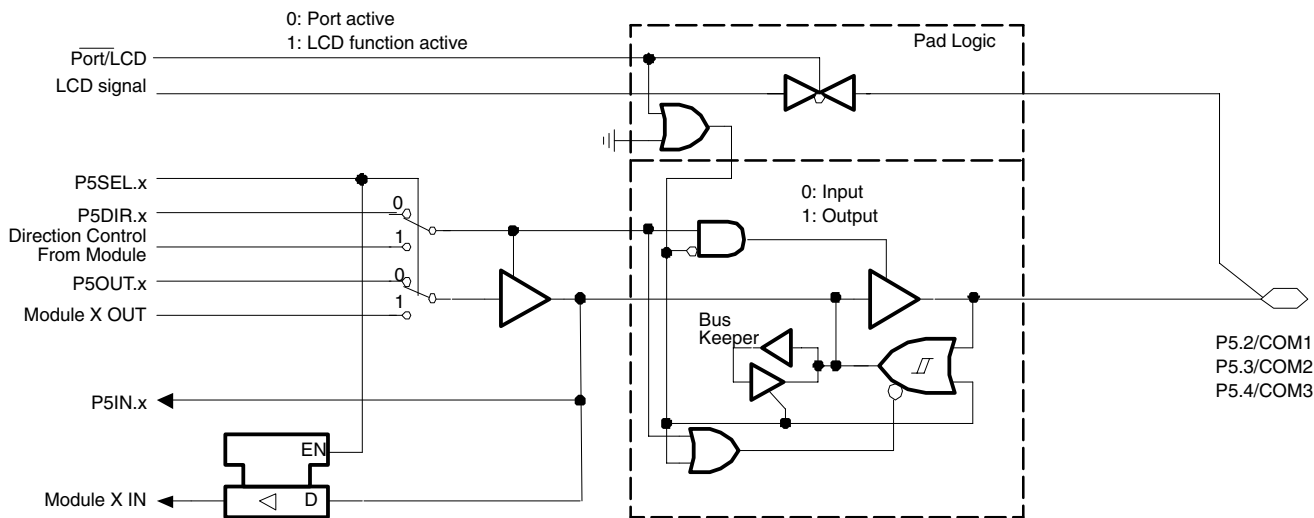 0: Port active
1: LCD function active
Port/LCD
LCD signal
Pad Logic
P5SEL.x
P5DIR.x
0
Direction Control
From Module
1
P5OUT.x
0
Module X OUT
1
0: Input
1: Output
Bus
Keeper
P5.2/COM1
P5.3/COM2
P5.4/COM3
P5IN.x
EN
Module X IN
D